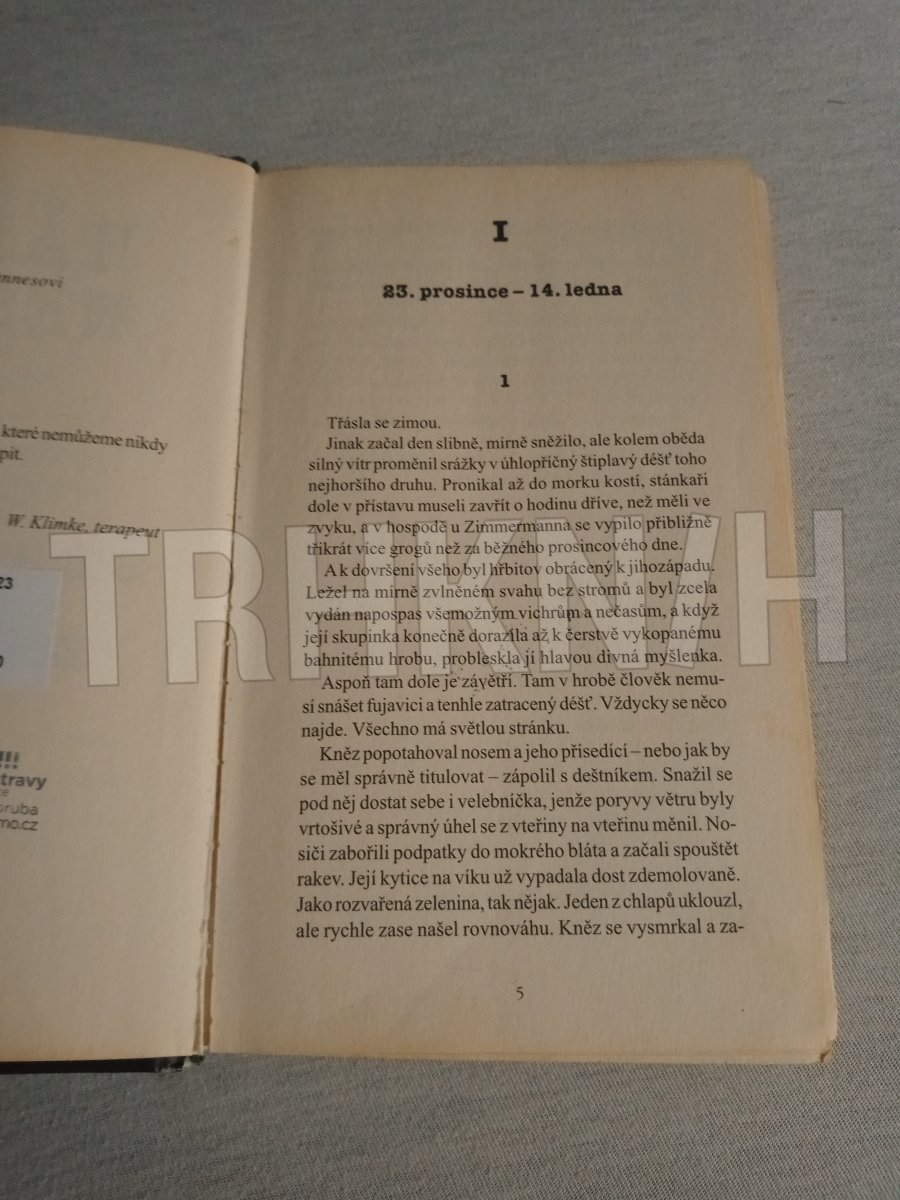 nnesovi
které nemůžeme nikdy
pit.
W. Klimke, terapeut
23
!!!
travy
oruba
mo.cz
I
23. prosince – 14. ledna
1
Třásla se zimou.
Jinak začal den slibně, mírně sněžilo, ale kolem oběda
silný vítr proměnil srážky v úhlopříčný štiplavý déšť toho
nejhoršího druhu. Pronikal až do morku kostí, stánkaři
dole v přístavu museli zavřít o hodinu dříve, než měli ve
zvyku, a v hospodě u Zimmermanna se vypilo přibližně
třikrát více grogů než za běžného prosincového dne.
A k dovršení všeho byl hřbitov obrácený k jihozápadu.
Ležel na mírně zvlněném svahu bez stromů a byl zcela
vydán napospas všemožným vichrům a nečasům, a když
její skupinka konečně dorazila až k čerstvě vykopanému
bahnitému hrobu, probleskla jí hlavou divná myšlenka.
Aspoň tam dole je závětří. Tam v hrobě člověk nemu-
sí snášet fujavici a tenhle zatracený déšť. Vždycky se něco
najde. Všechno má světlou stránku.
Kněz popotahoval nosem a jeho přísedící – nebo jak by
se měl správně titulovat – zápolil s deštníkem. Snažil se
pod něj dostat sebe i velebníčka, jenže poryvy větru byly
vrtošivé a správný úhel se z vteřiny na vteřinu měnil. No-
siči zabořili podpatky do mokrého bláta a začali spouštět
rakev. Její kytice na víku už vypadala dost zdemolovaně.
Jako rozvařená zelenina, tak nějak. Jeden z chlapů uklouzl,
ale rychle zase našel rovnováhu. Kněz se vysmrkal a za-
5
TRH KNIH